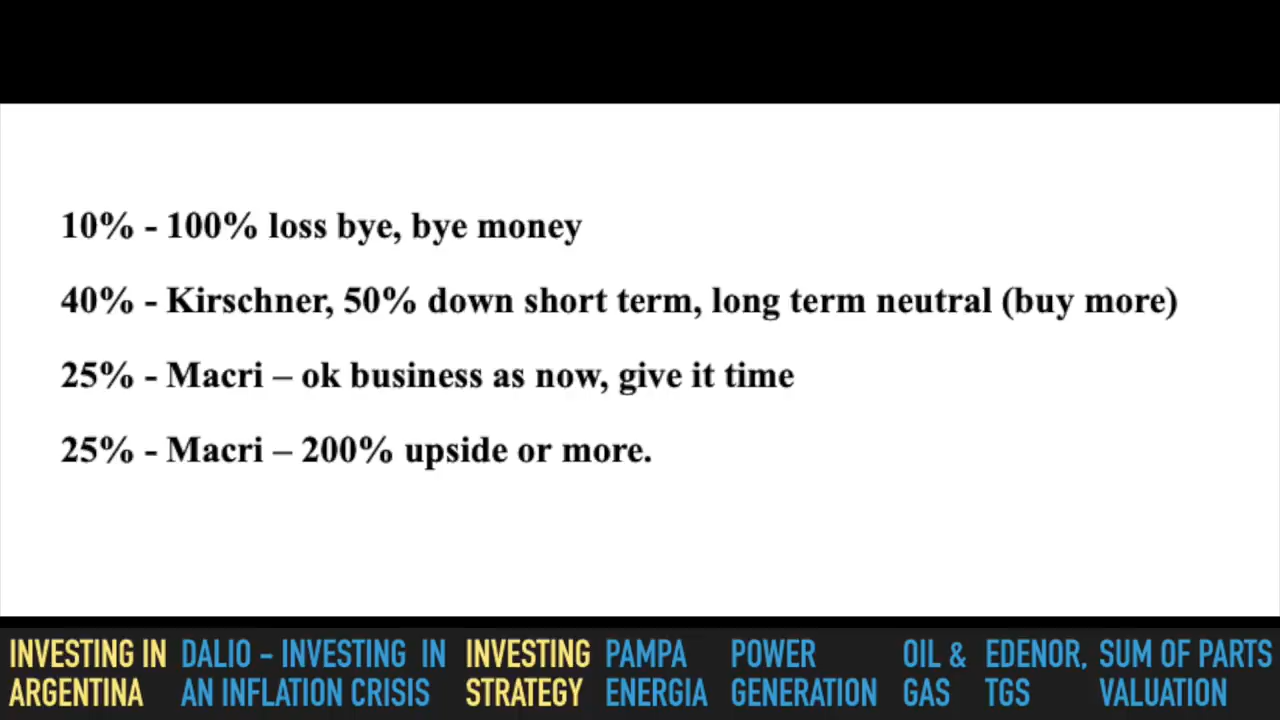 10% - 100% loss bye, bye money
40% - Kirschner, 50% down short term, long term neutral (buy more)
25% - Macri – ok business as now, give it time
25% - Macri – 200% upside or more.
INVESTING IN
ARGENTINA
DALIO – INVESTING IN
AN INFLATION CRISIS
INVESTING
STRATEGY
PAMPA
ENERGIA
POWER
GENERATION
OIL &
GAS
EDENOR,
TGS
SUM OF PARTS
VALUATION